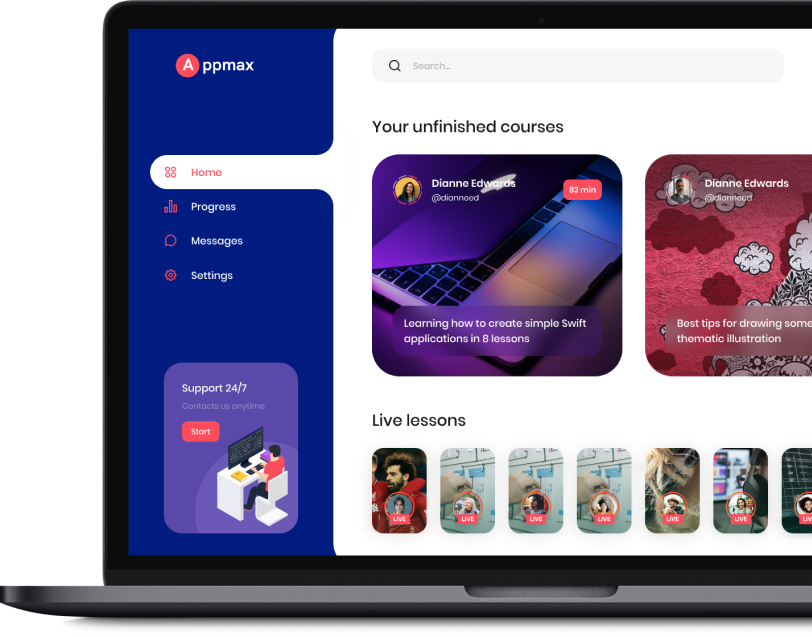 Appmax
Search...
Your unfinished courses
Home
Progress
Messages
Settings
Dianne Edwards
@dianneed
82 min
Learning how to create simple Swift
applications in 8 lessons
Dianne Edwards
@dianneed
Best tips for drawing some
thematic illustration
Support 24/7
Contacts us anytime
Start
Live lessons
LIVE
LIVE
LIVE
LIVE
LIVE
LIVE